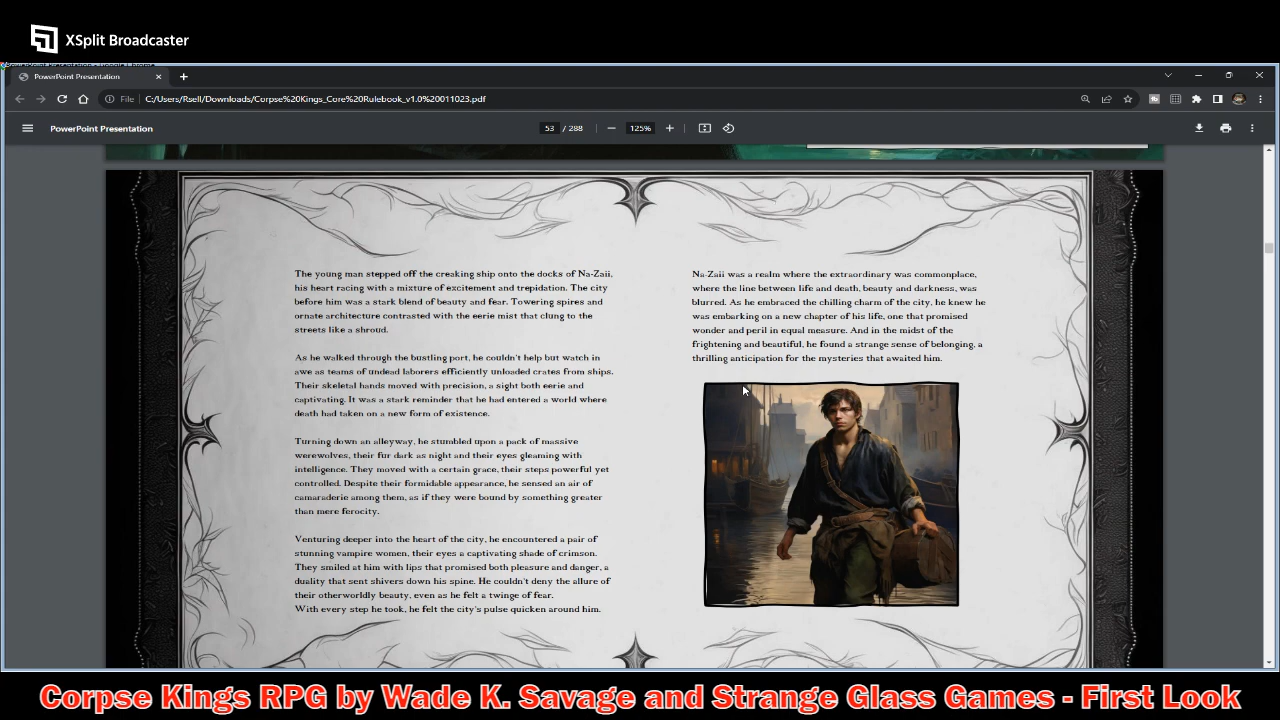 XSplit Broadcaster
PowerPoint Presentation - Google Chrome
PowerPoint Presentation
File
C:/Users/Rsell/Downloads/Corpse%20Kings_Core%20Rulebook_v1.0%20011023.pdf
PowerPoint Presentation
53 / 288
125%
The young man stepped off the creaking ship onto the docks of Na-Zaii,
his heart racing with a mixture of excitement and trepidation. The city
before him was a stark blend of beauty and fear. Towering spires and
ornate architecture contrasted with the eerie mist that clung to the
streets like a shroud.
As he walked through the bustling port, he couldn't help but watch in
awe as teams of undead laborers efficiently unloaded crates from ships.
Their skeletal hands moved with precision, a sight both eerie and
captivating. It was a stark reminder that he had entered a world where
death had taken on a new form of existence.
Turning down an alleyway, he stumbled upon a pack of massive
werewolves, their fur dark as night and their eyes gleaming with
intelligence. They moved with a certain grace, their steps powerful yet
controlled. Despite their formidable appearance, he sensed an air of
camaraderie among them, as if they were bound by something greater
than mere ferocity.
Venturing deeper into the heart of the city, he encountered a pair of
stunning vampire women, their eyes a captivating shade of crimson.
They smiled at him with lips that promised both pleasure and danger, a
duality that sent shivers down his spine. He couldn't deny the allure of
their otherworldly beauty, even as he felt a twinge of fear.
With every step he took, he felt the city's pulse quicken around him.
Na-Zaii was a realm where the extraordinary was commonplace,
where the line between life and death, beauty and darkness, was
blurred. As he embraced the chilling charm of the city, he knew he
was embarking on a new chapter of his life, one that promised
wonder and peril in equal measure. And in the midst of the
frightening and beautiful, he found a strange sense of belonging, a
thrilling anticipation for the mysteries that awaited him.
Corpse Kings RPG by Wade K. Savage and Strange Glass Games - First Look